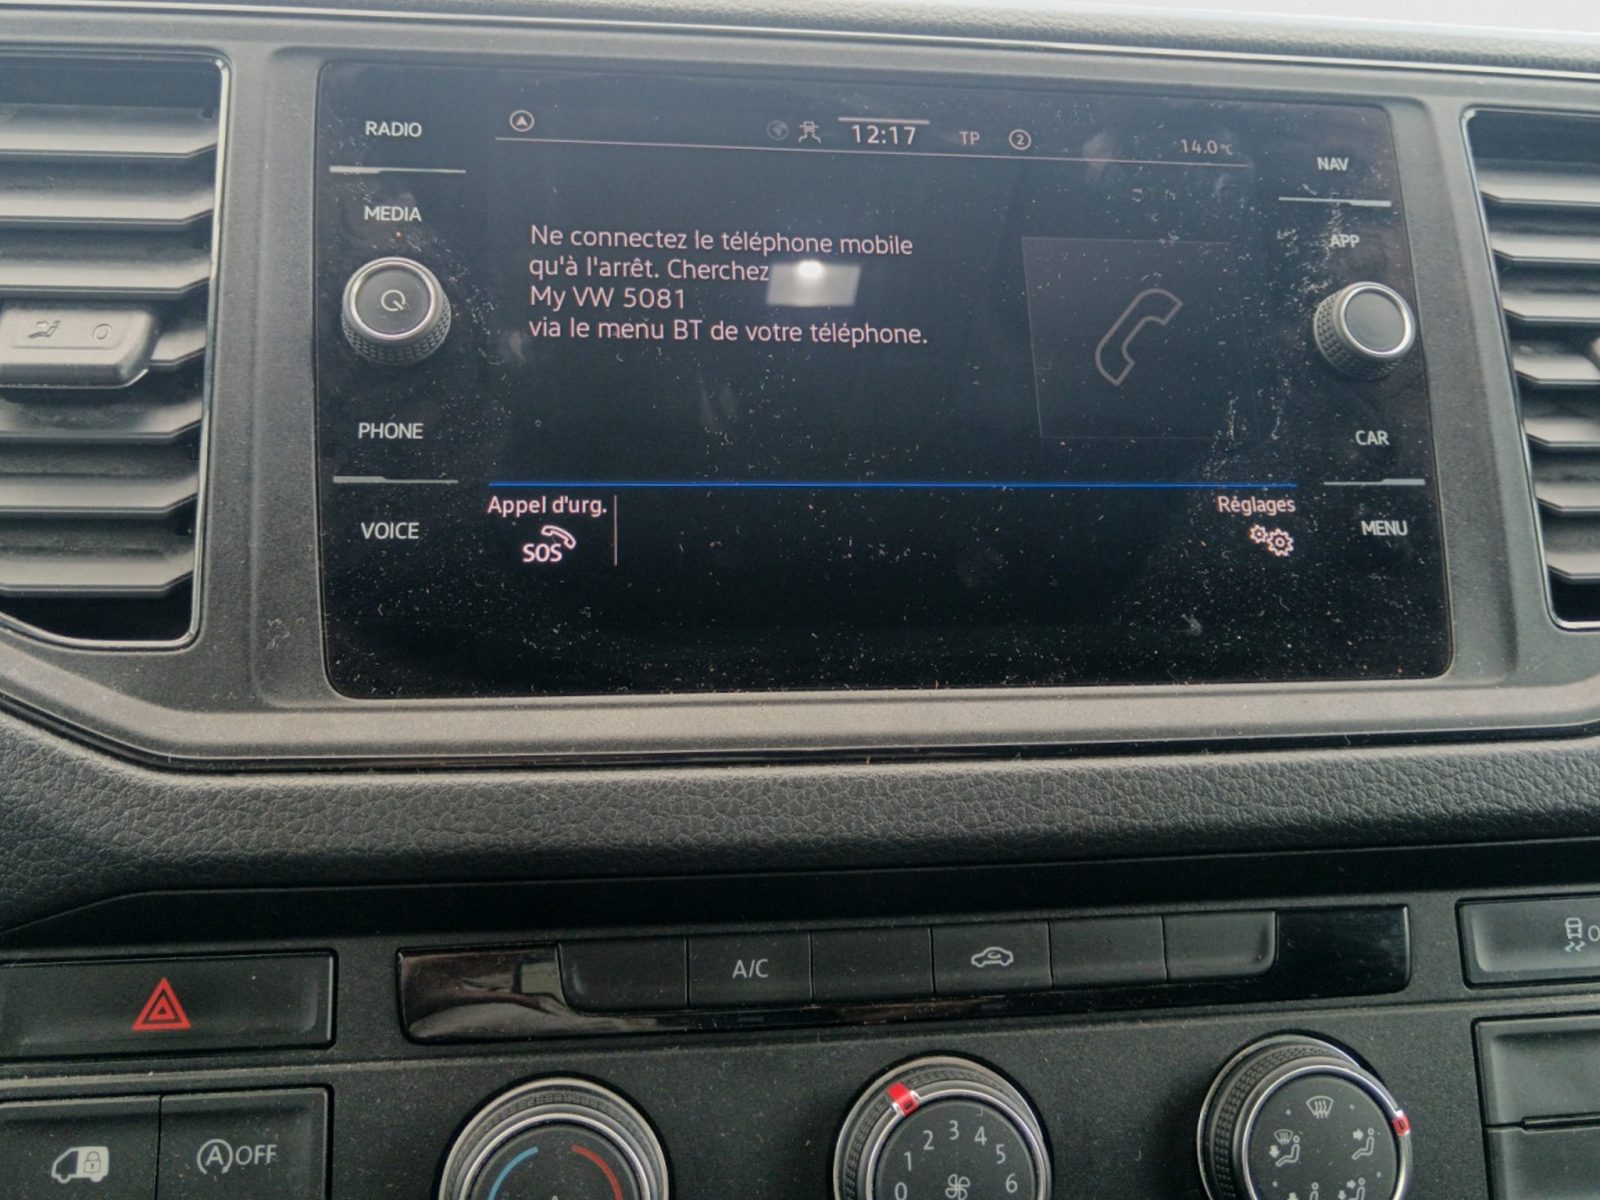 RADIO
MEDIA
PHONE
VOICE
12:17
TP
2
14.0°C
Ne connectez le téléphone mobile
qu'à l'arrêt. Cherchez
My VW 5081
via le menu BT de votre téléphone.
Appel d'urg.
SOS
Réglages
NAV
APP
CAR
MENU
A/C
A OFF
0 1 2 3 4 5 6